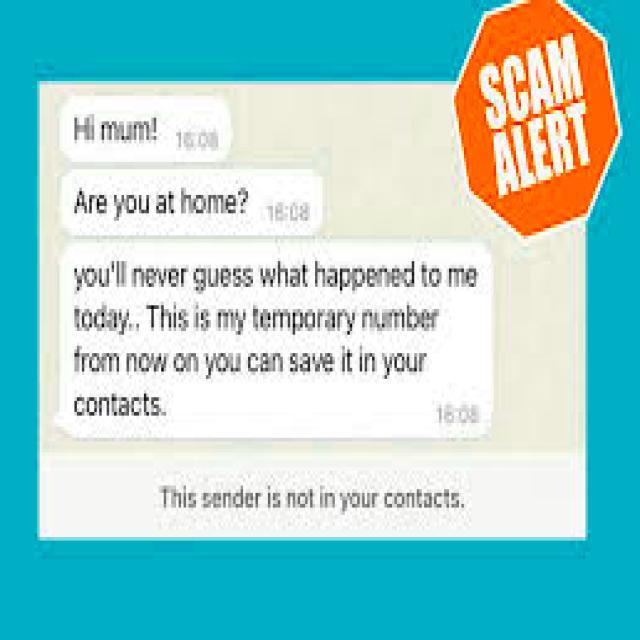 SCAM
ALERT
Hi mum! 16:08
Are you at home? 16:08
you'll never guess what happened to me
today.. This is my temporary number
from now on you can save it in your
contacts. 16:08
This sender is not in your contacts.